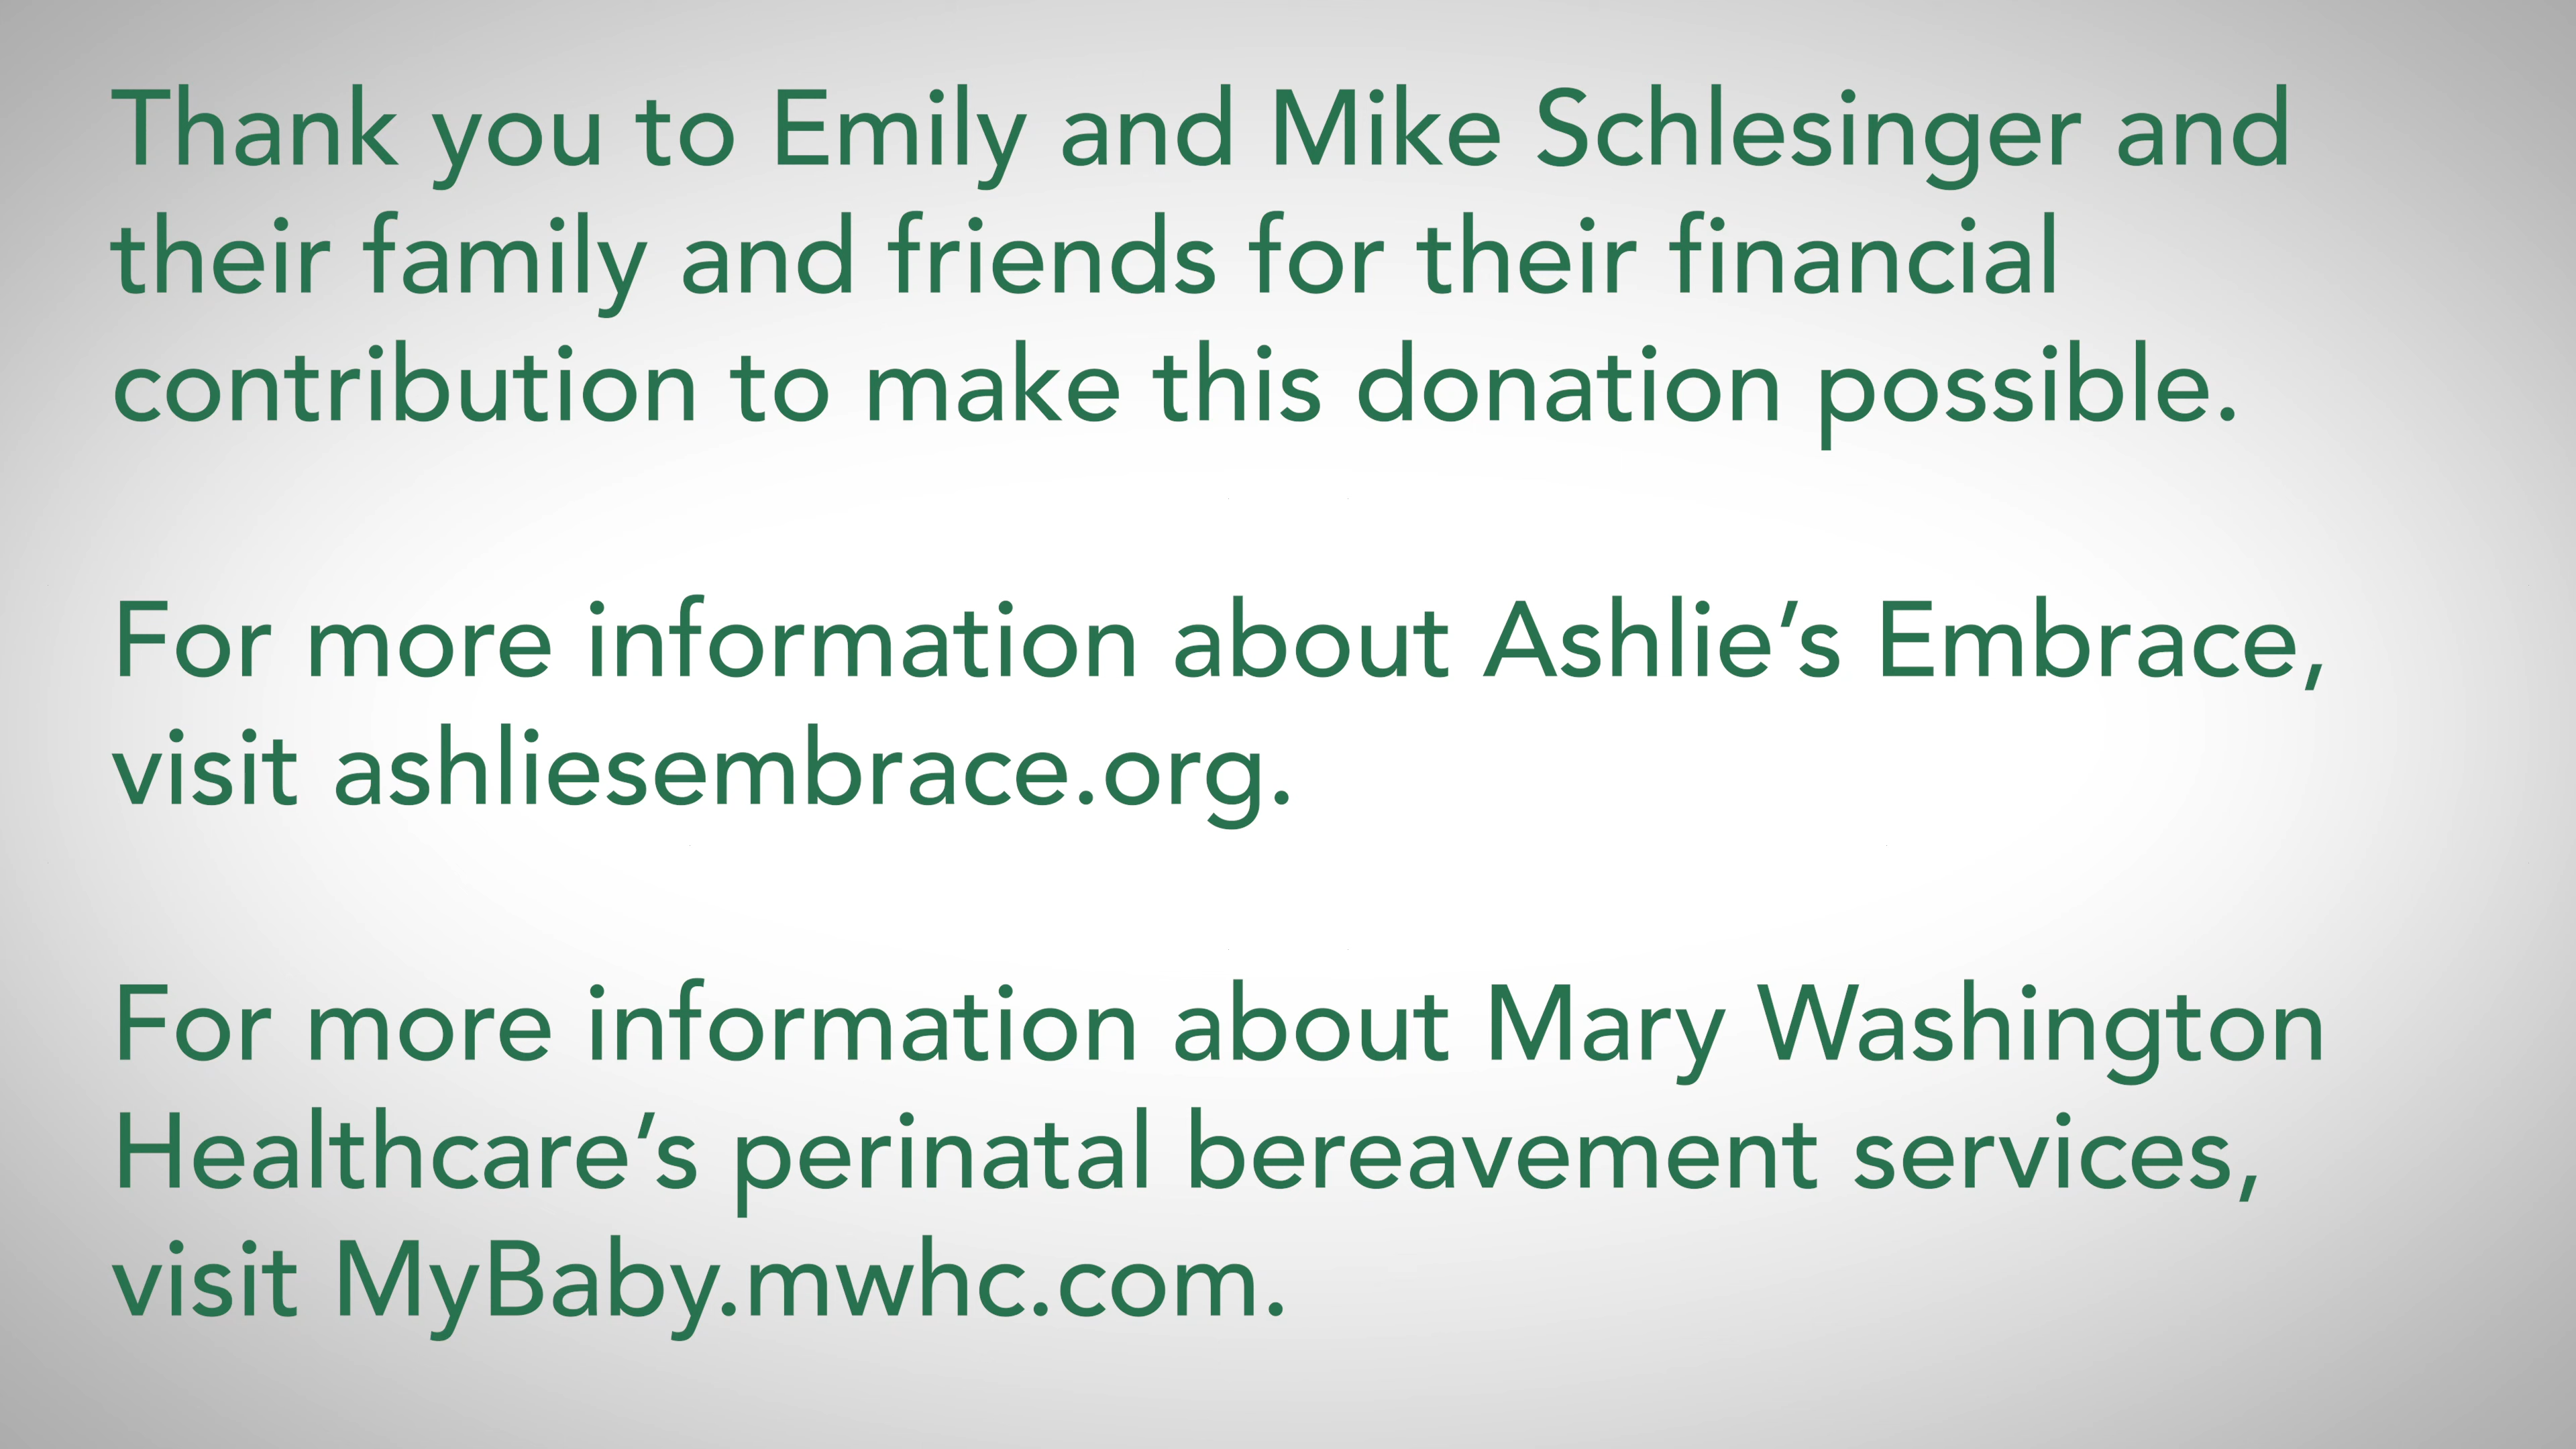 Thank you to Emily and Mike Schlesinger and
their family and friends for their financial
contribution to make this donation possible.
For more information about Ashlie’s Embrace,
visit ashliesembrace.org.
For more information about Mary Washington
Healthcare’s perinatal bereavement services,
visit MyBaby.mwhc.com.